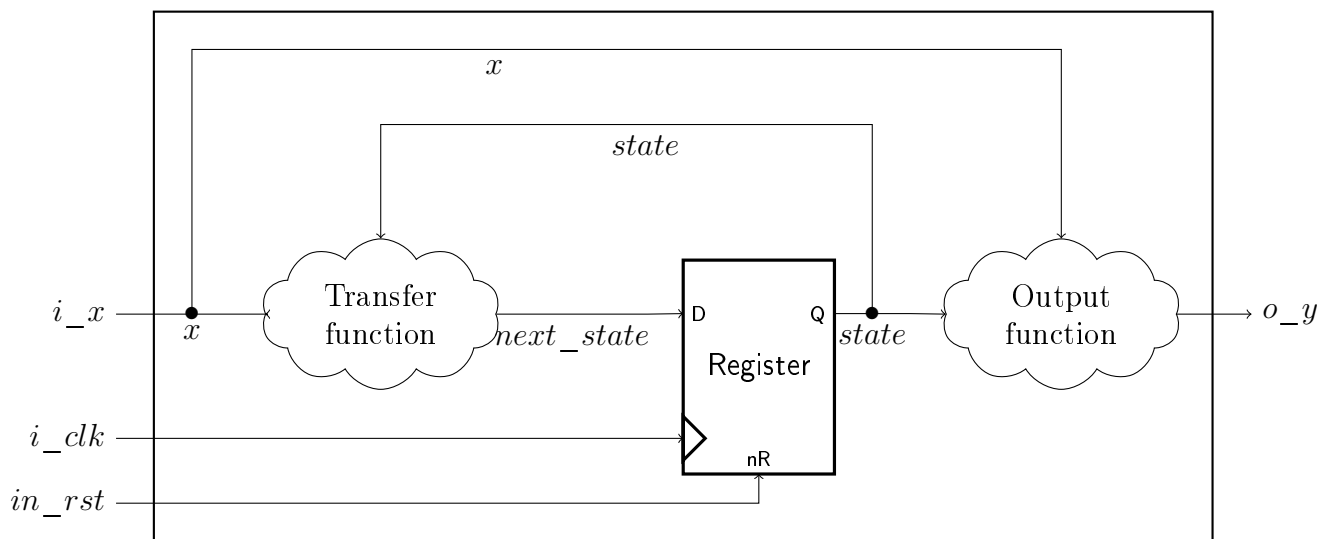 x
state
Transfer
function
Output
function
i_x
x
next_state
D
Q
state
o_y
Register
i_clk
nR
in_rst